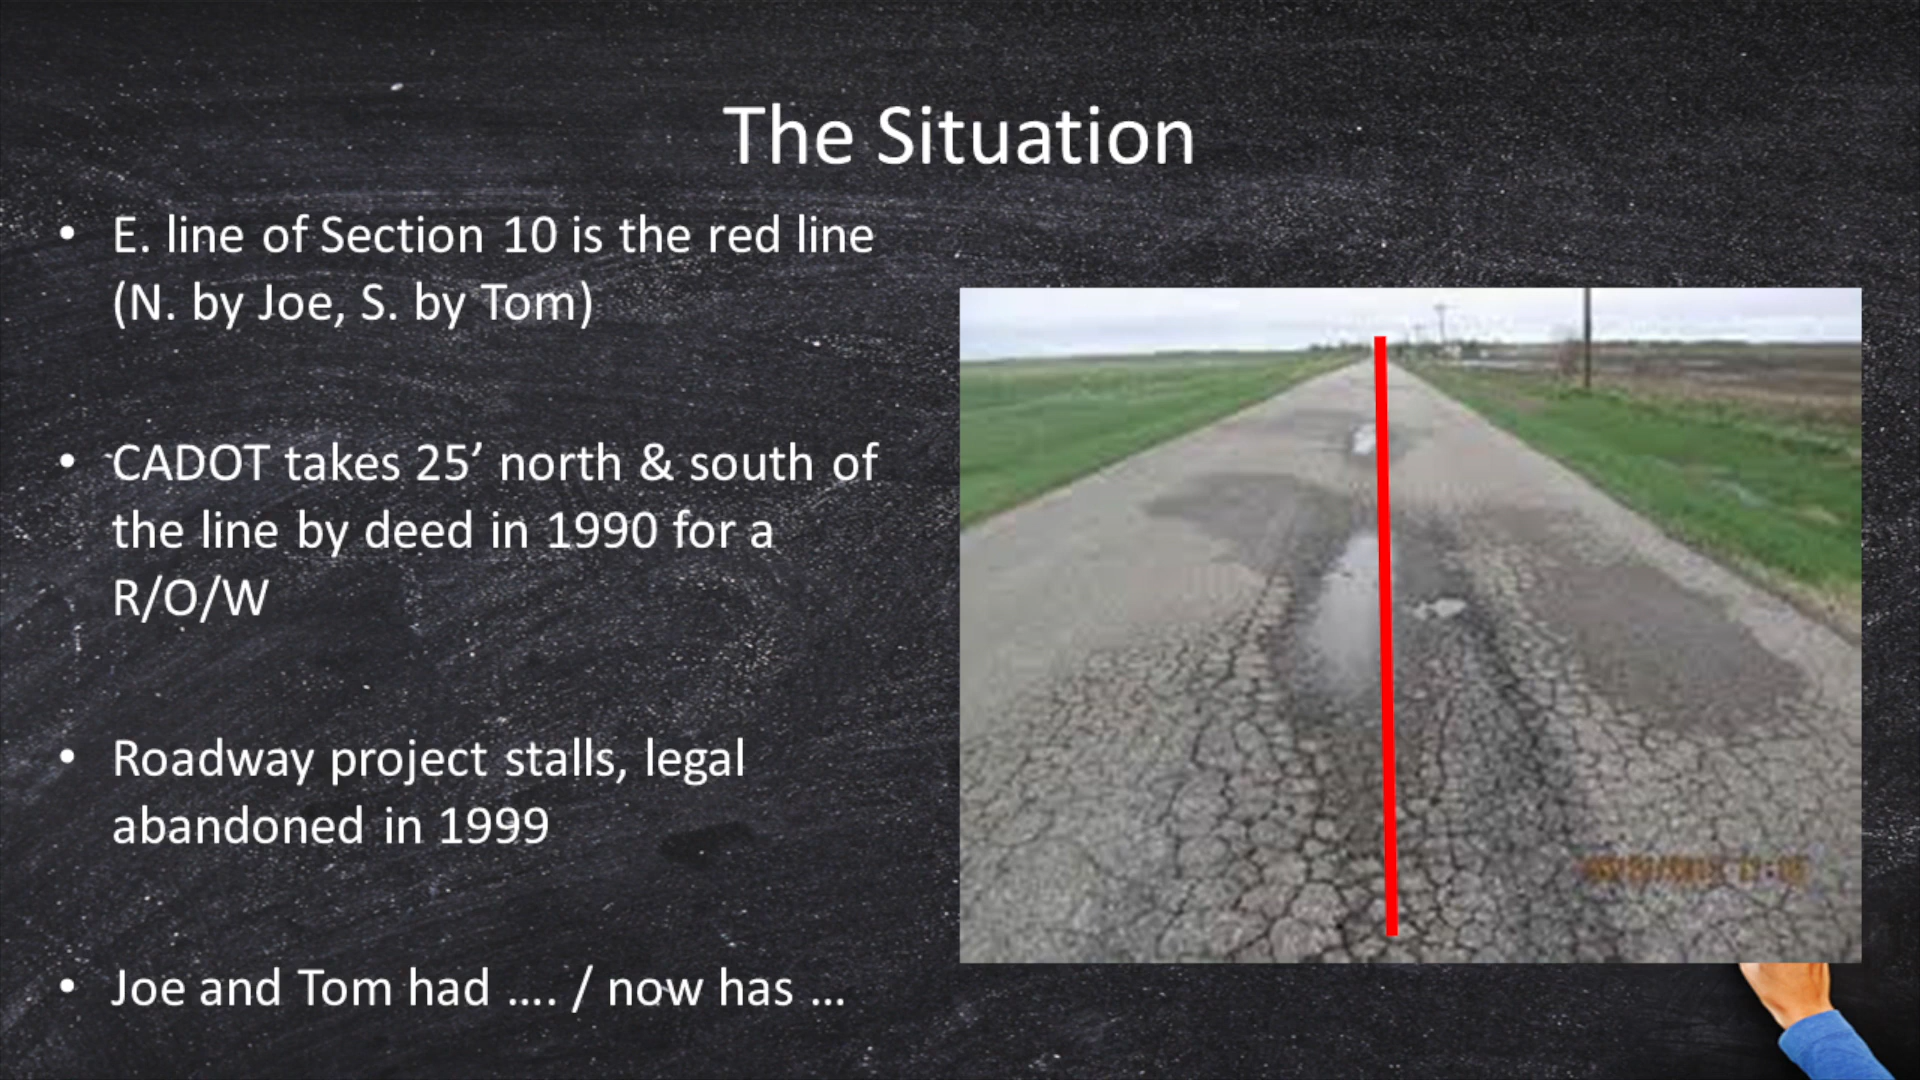 The Situation
• E. line of Section 10 is the red line
(N. by Joe, S. by Tom)
• CADOT takes 25’ north & south of
the line by deed in 1990 for a
R/O/W
• Roadway project stalls, legal
abandoned in 1999
• Joe and Tom had .... / now has ...